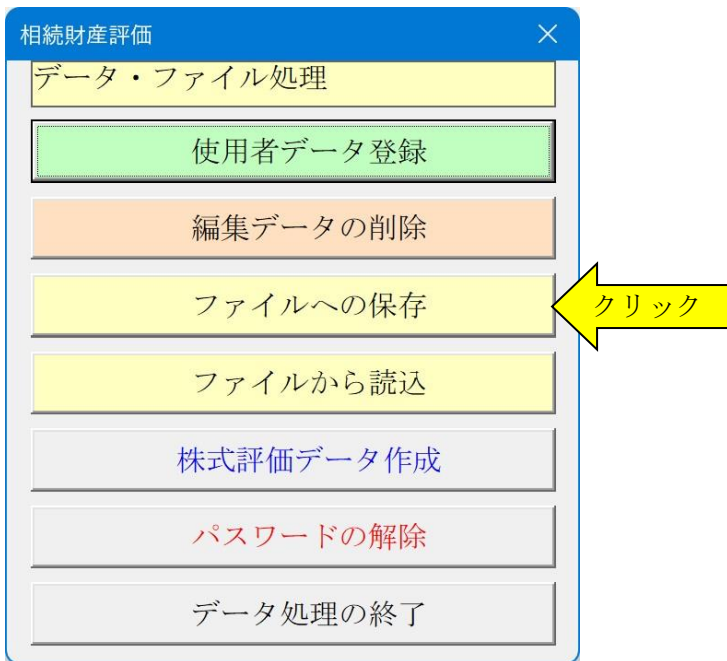 相続財産評価
データ・ファイル処理
使用者データ登録
編集データの削除
ファイルへの保存
クリック
ファイルから読込
株式評価データ作成
パスワードの解除
データ処理の終了